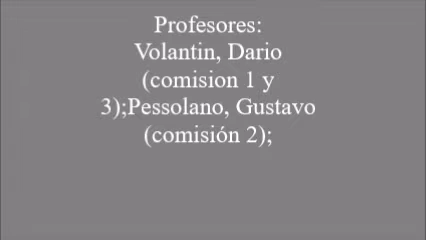 Profesores:
Volantin, Dario
(comision 1 y
3);Pessolano, Gustavo
(comisión 2);